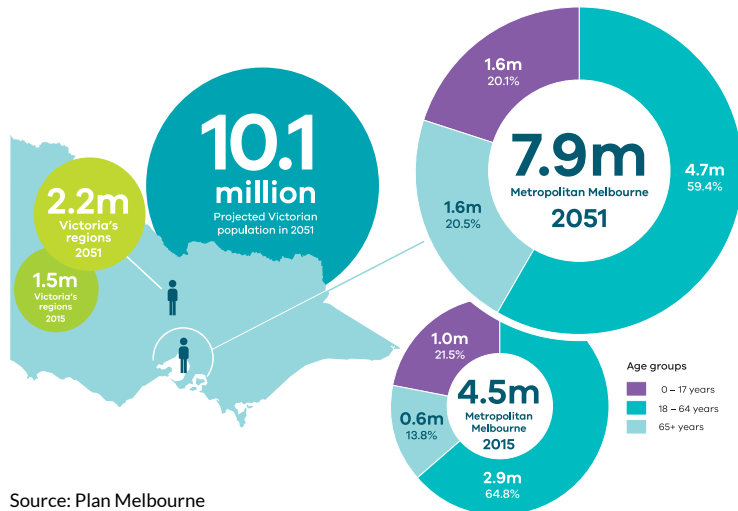 10.1
million
Projected Victorian
population in 2051
2.2m
Victoria's
regions
2051
1.5m
Victoria's
regions
2015
1.6m
20.1%
7.9m
Metropolitan Melbourne
2051
4.7m
59.4%
1.6m
20.5%
1.0m
21.5%
4.5m
Metropolitan
Melbourne
2015
0.6m
13.8%
2.9m
64.8%
Age groups
0 – 17 years
18 – 64 years
65+ years
Source: Plan Melbourne